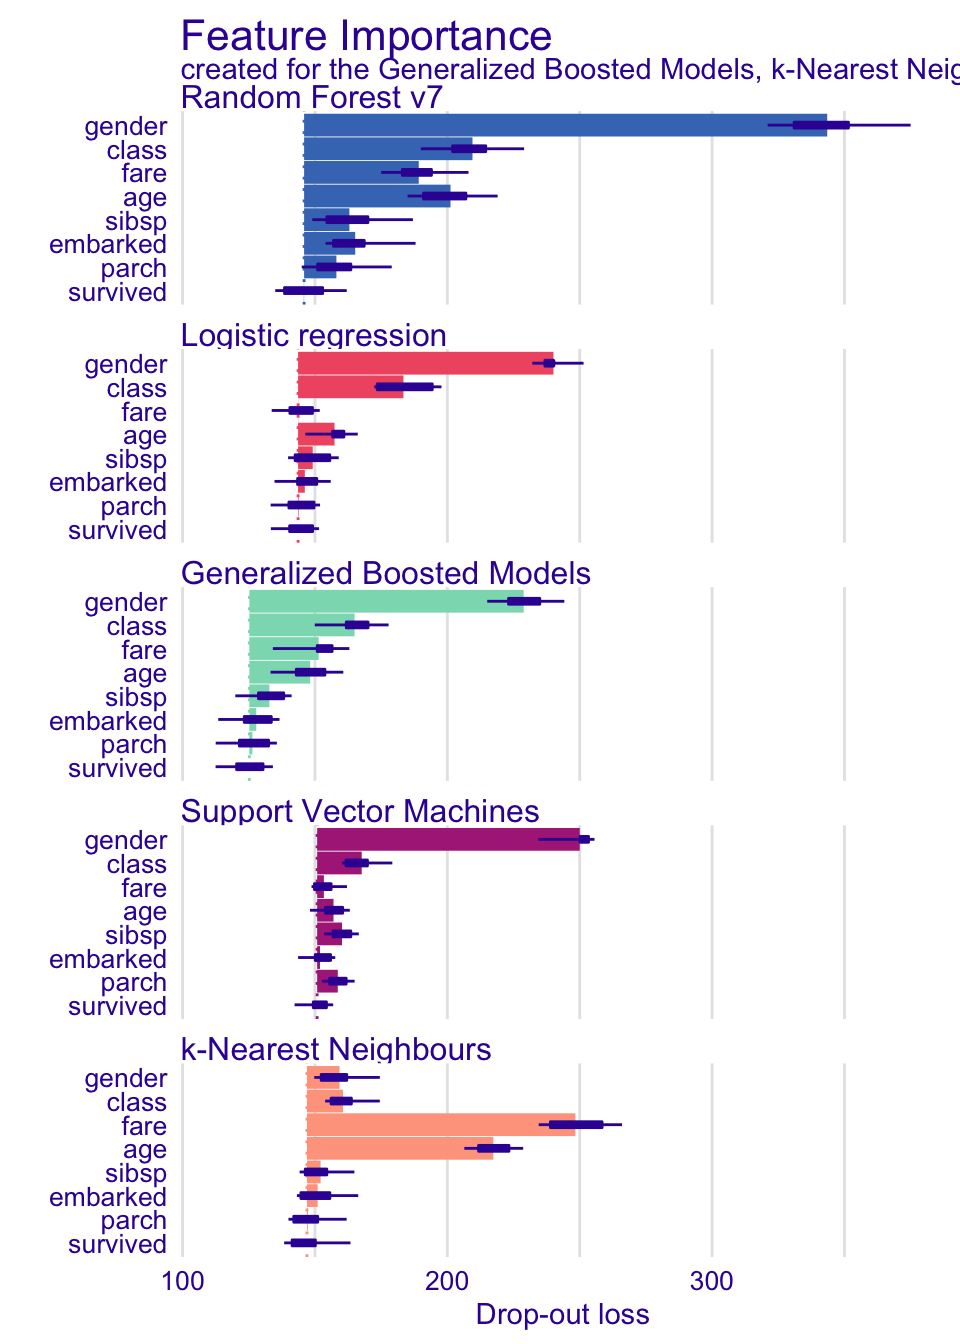 Feature Importance
created for the Generalized Boosted Models, k-Nearest Neig
Random Forest v7
gender
class
fare
age
sibsp
embarked
parch
survived
Logistic regression
gender
class
fare
age
sibsp
embarked
parch
survived
Generalized Boosted Models
gender
class
fare
age
sibsp
embarked
parch
survived
Support Vector Machines
gender
class
fare
age
sibsp
embarked
parch
survived
k-Nearest Neighbours
gender
class
fare
age
sibsp
embarked
parch
survived
100 200 300
Drop-out loss